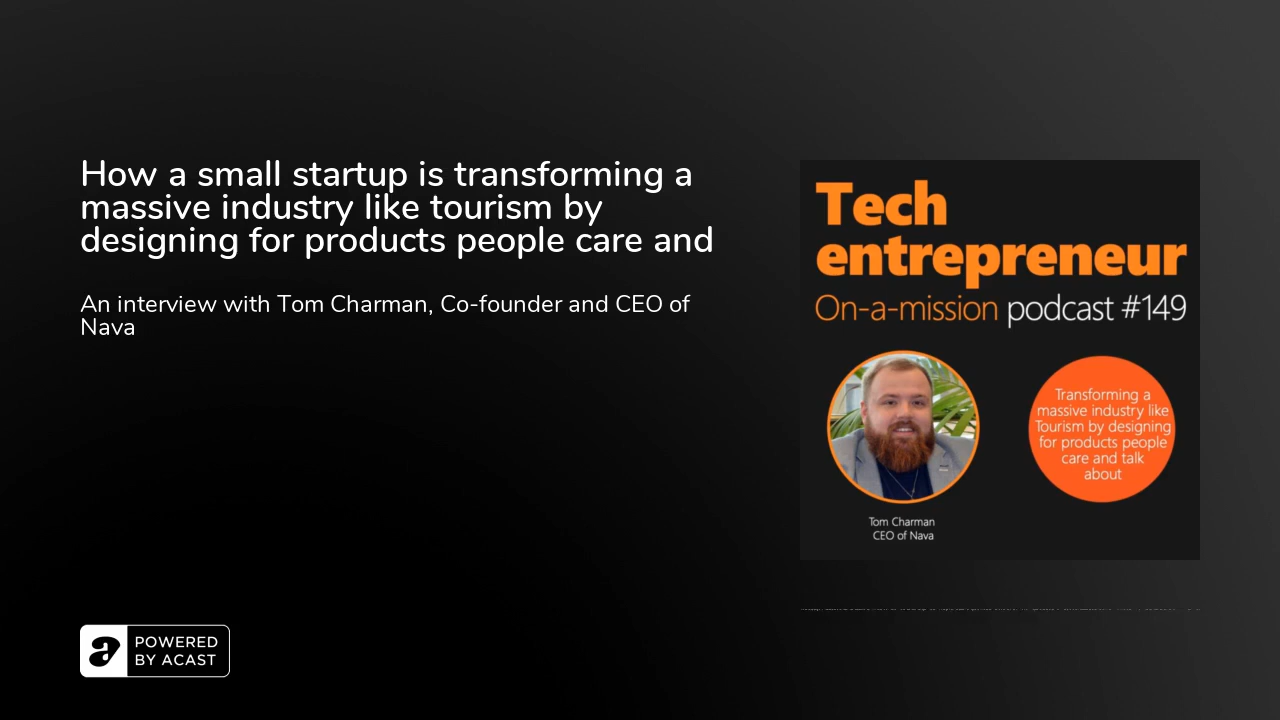 How a small startup is transforming a
massive industry like tourism by
designing for products people care and
An interview with Tom Charman, Co-founder and CEO of
Nava
Tech
entrepreneur
On-a-mission podcast #149
Transforming a
massive industry like
Tourism by designing
for products people
care and talk
about
Tom Charman
CEO of Nava
POWERED
BY ACAST